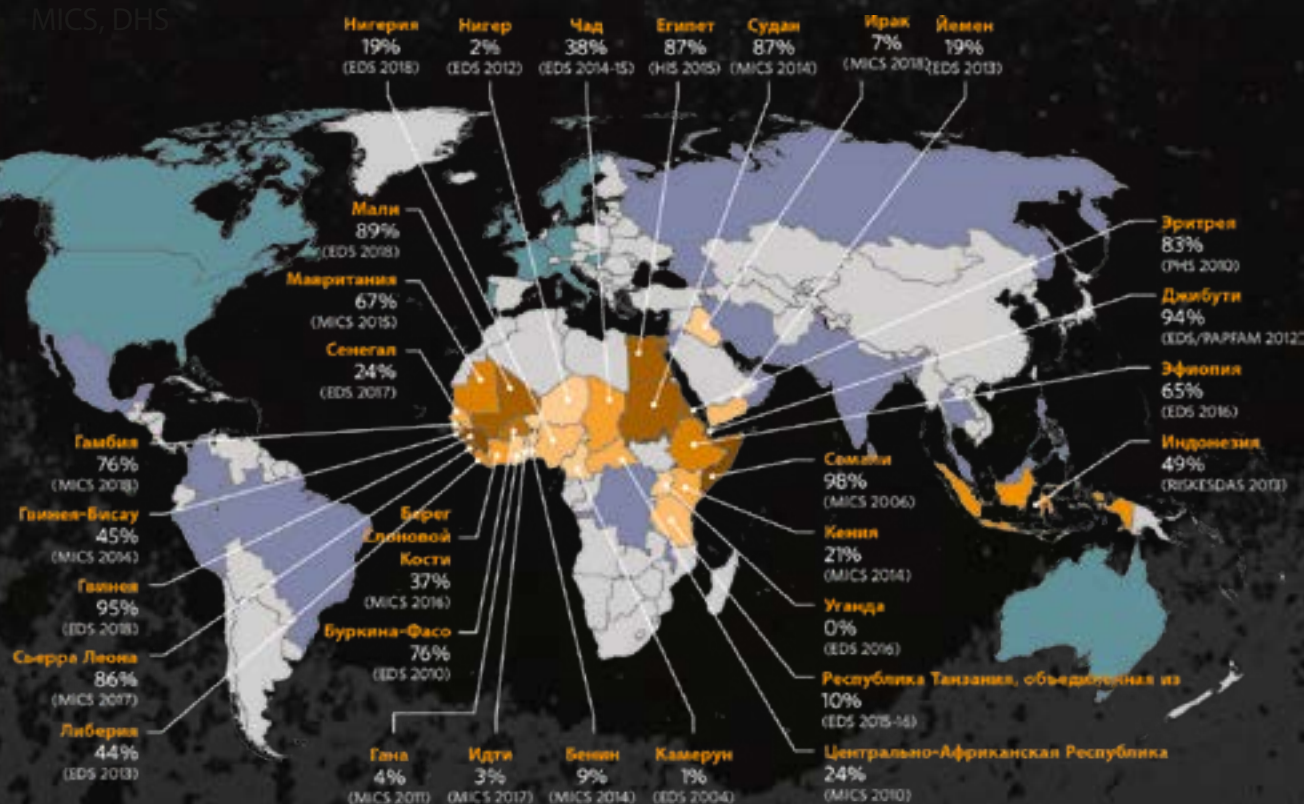 MICS, DHS
Нигерия
19%
(EDS 2018)
Нигер
2%
(EDS 2012)
Чад
38%
(EDS 2014-15)
Египет
87%
(HIS 2015)
Судан
87%
(MICS 2014)
Ирак
7%
(MICS 2018)
Йемен
19%
(EDS 2013)
Мали
89%
(EDS 2018)
Мавритания
67%
(MICS 2015)
Сенегал
24%
(EDS 2017)
Гамбия
76%
(MICS 2018)
Гвинея-Бисау
45%
(MICS 2014)
Гвинея
95%
(EDS 2018)
Сьерра Леона
86%
(MICS 2017)
Либерия
44%
(EDS 2013)
Берег
Слоновой
Кости
37%
(MICS 2016)
Буркина-Фасо
76%
(EDS 2010)
Гана
4%
(MICS 2011)
Идти
3%
(MICS 2017)
Бенин
9%
(MICS 2014)
Камерун
1%
(EDS 2004)
Эритрея
83%
(PHS 2010)
Джибути
94%
(EDS/PAPFAM 2012)
Эфиопия
65%
(EDS 2016)
Индонезия
49%
(RISKESDAS 2013)
Сомали
98%
(MICS 2006)
Кения
21%
(MICS 2014)
Уганда
0%
(EDS 2016)
Республика Танзания, объединенная из
10%
(EDS 2015-16)
Центрально-Африканская Республика
24%
(MICS 2010)